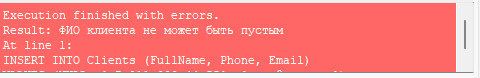 Execution finished with errors.
Result: ФИО клиента не может быть пустым
At line 1:
INSERT INTO Clients (FullName, Phone, Email)